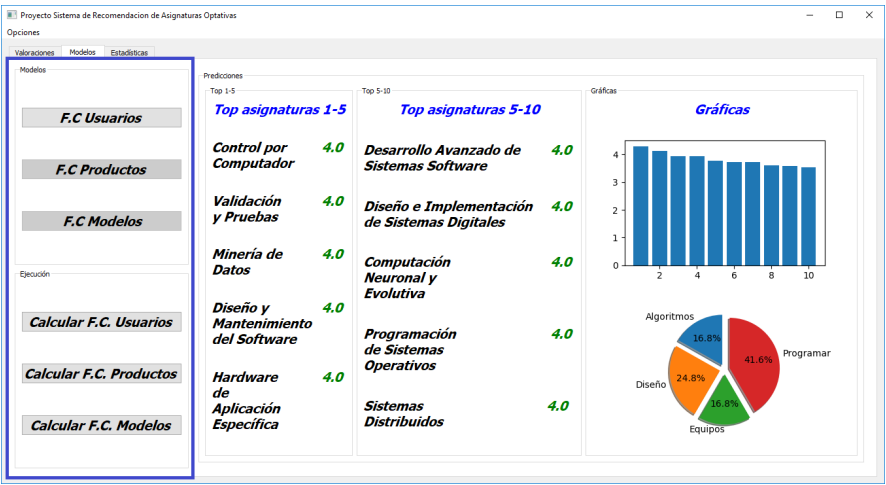 Proyecto Sistema de Recomendacion de Asignaturas Optativas
Opciones
Valoraciones Modelos Estadísticas
Modelos
F.C Usuarios
F.C Productos
F.C Modelos
Ejecución
Calcular F.C. Usuarios
Calcular F.C. Productos
Calcular F.C. Modelos
Predicciones
Top 1-5
Top asignaturas 1-5
Control por 4.0
Computador
Validación 4.0
y Pruebas
Minería de 4.0
Datos
Diseño y 4.0
Mantenimiento
del Software
Hardware 4.0
de
Aplicación
Específica
Top 5-10
Top asignaturas 5-10
Desarrollo Avanzado de 4.0
Sistemas Software
Diseño e Implementación 4.0
de Sistemas Digitales
Computación 4.0
Neuronal y
Evolutiva
Programación 4.0
de Sistemas
Operativos
Sistemas 4.0
Distribuidos
Gráficas
Gráficas
4
3
2
1
0
2 4 6 8 10
Algoritmos
16.8%
Programar
41.6%
Diseño
24.8%
16.8%
Equipos